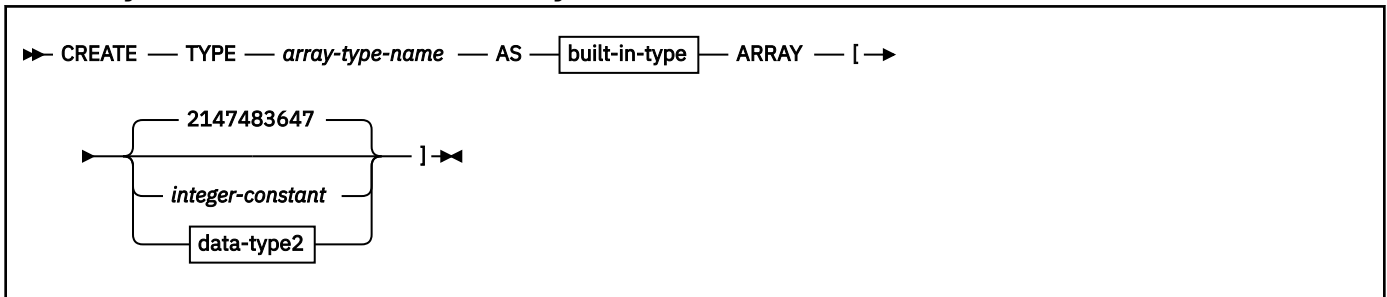 CREATE TYPE array-type-name AS built-in-type ARRAY [
2147483647
]
integer-constant
data-type2